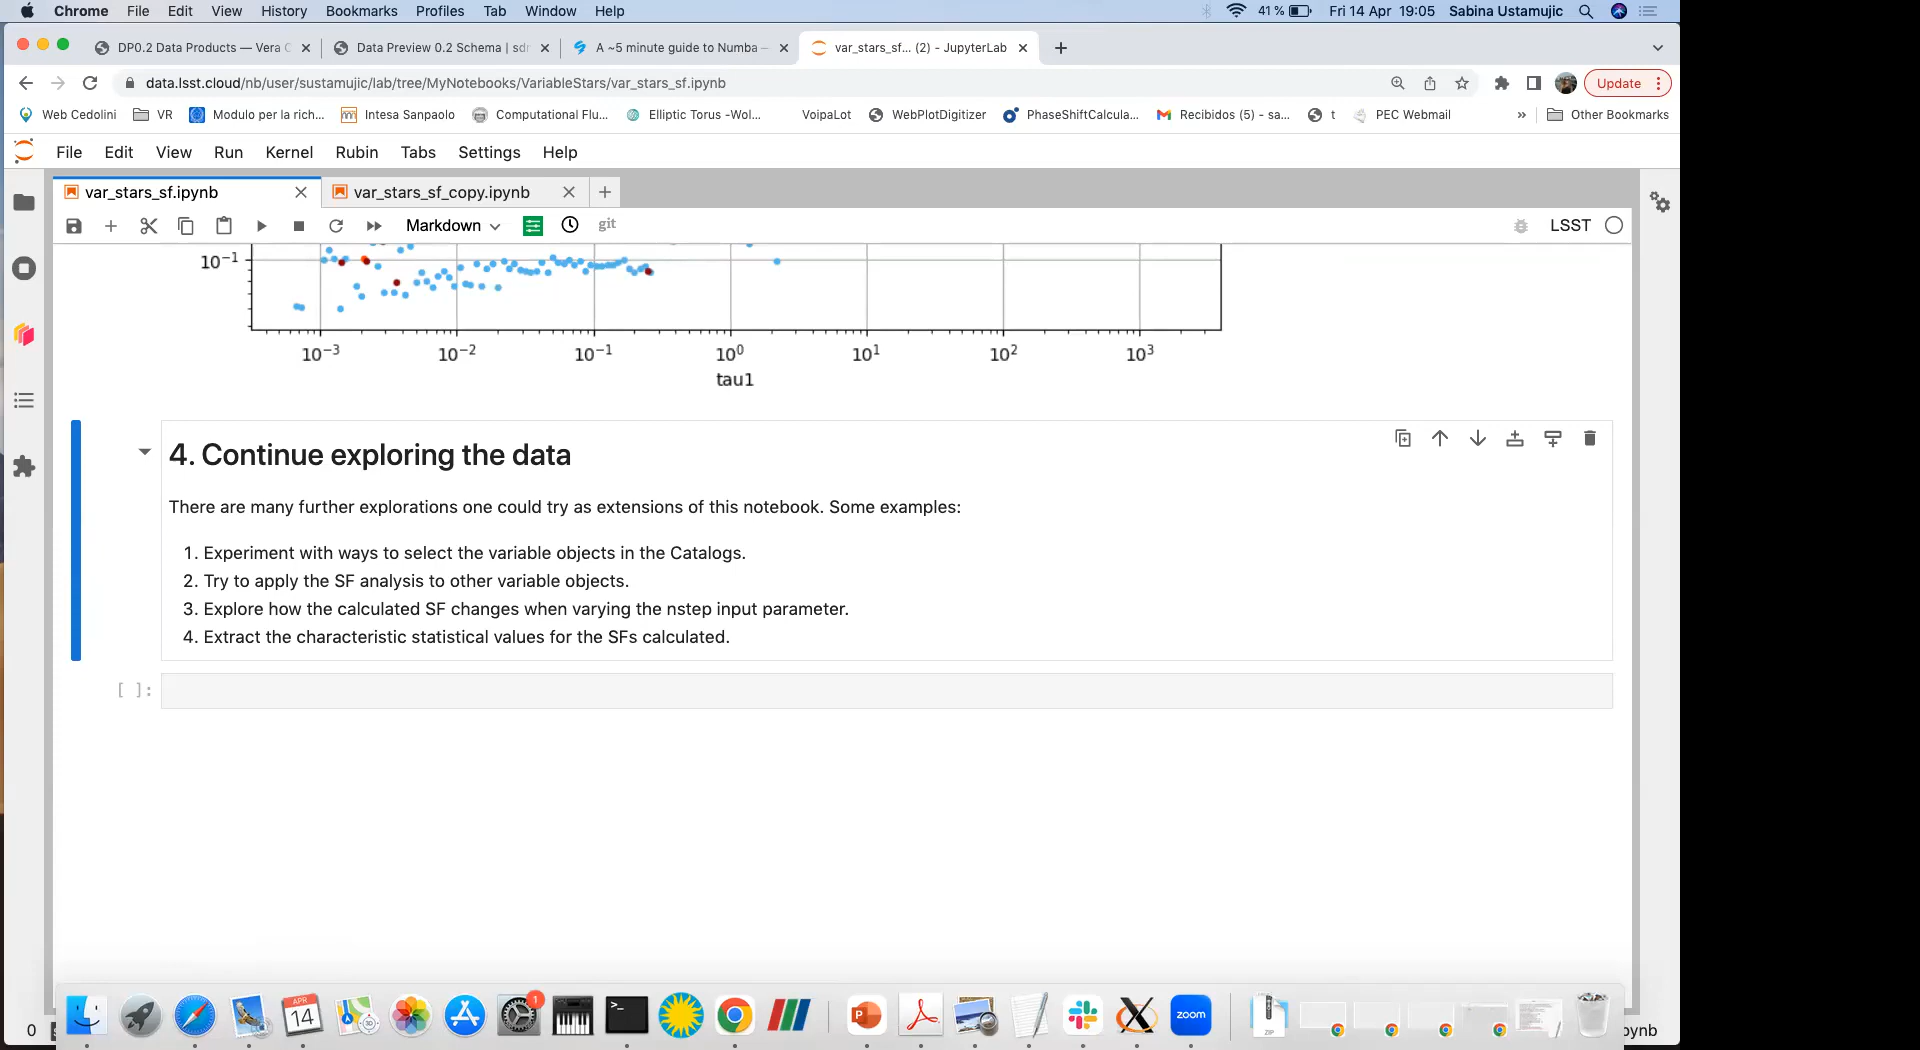 Chrome File Edit View History Bookmarks Profiles Tab Window Help 41 % Fri 14 Apr 19:05 Sabina Ustamujic
DP0.2 Data Products — Vera C Data Preview 0.2 Schema | sdm A ~5 minute guide to Numba — var_stars_sf... (2) - JupyterLab
data.lsst.cloud/nb/user/sustamujic/lab/tree/MyNotebooks/VariableStars/var_stars_sf.ipynb Update
Web Cedolini VR Modulo per la rich... Intesa Sanpaolo Computational Flu... Elliptic Torus -Wol... VoipaLot WebPlotDigitizer PhaseShiftCalcula... Recibidos (5) - sa... t PEC Webmail » Other Bookmarks
File Edit View Run Kernel Rubin Tabs Settings Help
var_stars_sf.ipynb var_stars_sf_copy.ipynb
Markdown git LSST
10⁻¹
10⁻³ 10⁻² 10⁻¹ 10⁰ 10¹ 10² 10³
tau1
4. Continue exploring the data
There are many further explorations one could try as extensions of this notebook. Some examples:
1. Experiment with ways to select the variable objects in the Catalogs.
2. Try to apply the SF analysis to other variable objects.
3. Explore how the calculated SF changes when varying the nstep input parameter.
4. Extract the characteristic statistical values for the SFs calculated.
[ ]:
APR
14
1
zoom
ZIP
0
ynb